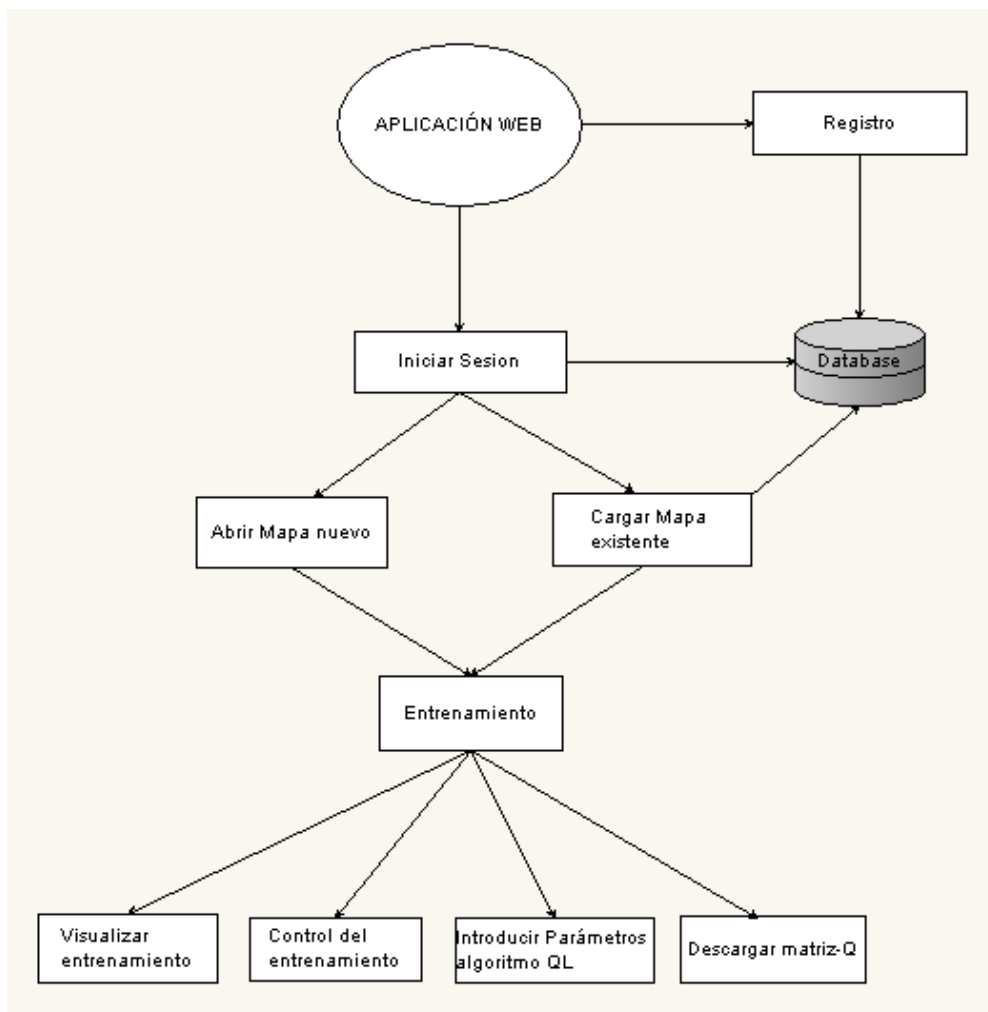 APLICACIÓN WEB
Registro
Iniciar Sesion
Database
Abrir Mapa nuevo
Cargar Mapa
existente
Entrenamiento
Visualizar
entrenamiento
Control del
entrenamiento
Introducir Parámetros
algoritmo QL
Descargar matriz-Q